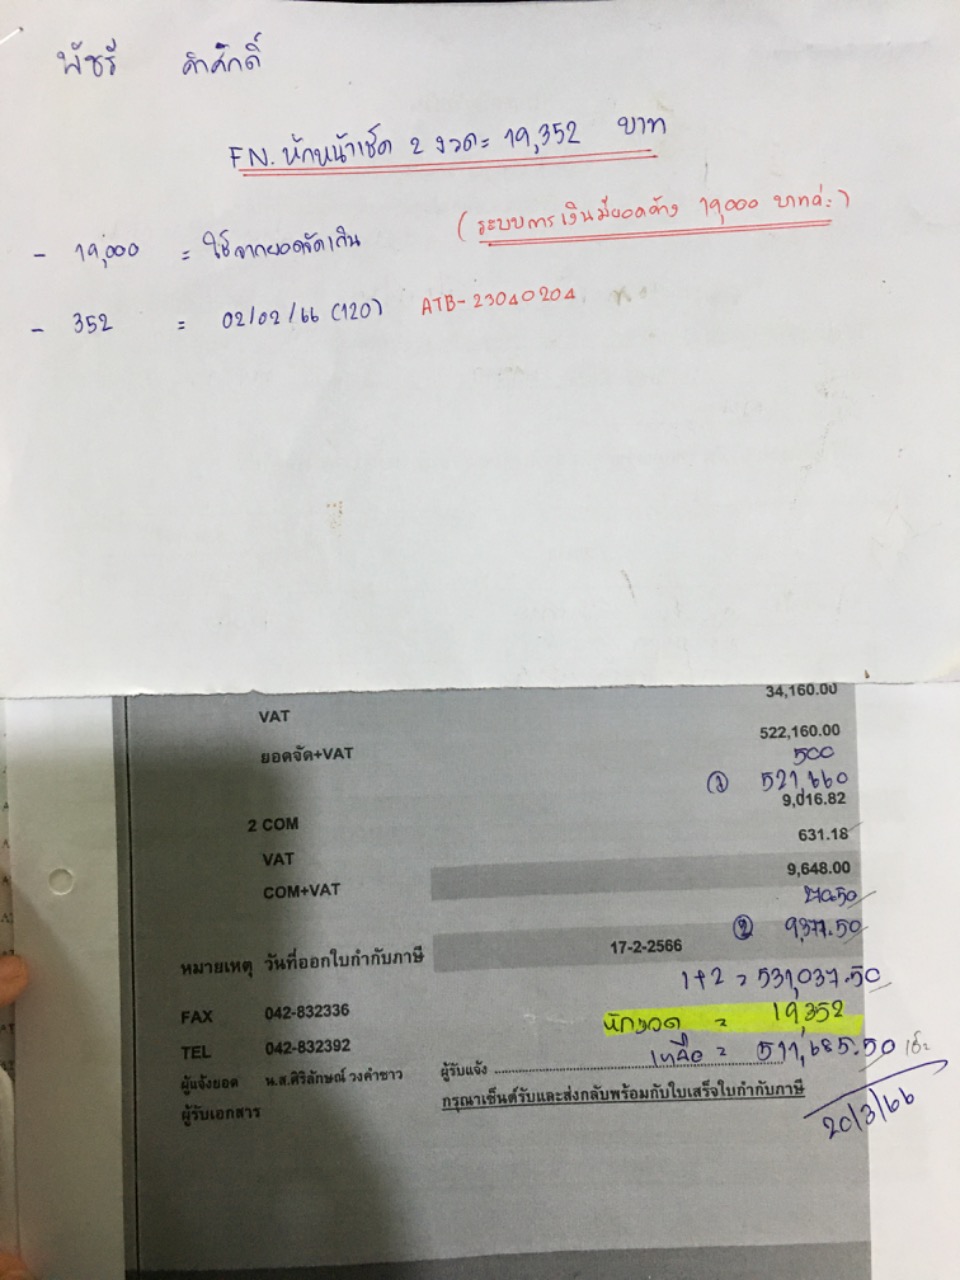 พัชรี คำศักดิ์
FN. หักหน้าเช็ค 2 งวด = 19,352 บาท
(ระบบการเงินมียอดค้าง 19,000 บาทค่ะ)
- 19,000 = ใช้จากยอดจัดเกิน
- 352 = 02/02/66 (120) ATB-23040204
34,160.00
VAT
522,160.00
ยอดจัด+VAT
500
① 521,660
9,016.82
2 COM
631.18
VAT
9,648.00
COM+VAT
270.50
② 9,377.50
17-2-2566
หมายเหตุ วันที่ออกใบกำกับภาษี
1+2 = 531,037.50
FAX 042-832336
หักงวด = 19,352
TEL 042-832392
เหลือ = 511,685.50
ผู้แจ้งยอด น.ส.ศิริลักษณ์ วงคำชาว ผู้รับแจ้ง
ผู้รับเอกสาร กรุณาเซ็นต์รับและส่งกลับพร้อมกับใบเสร็จใบกำกับภาษี
20/3/66